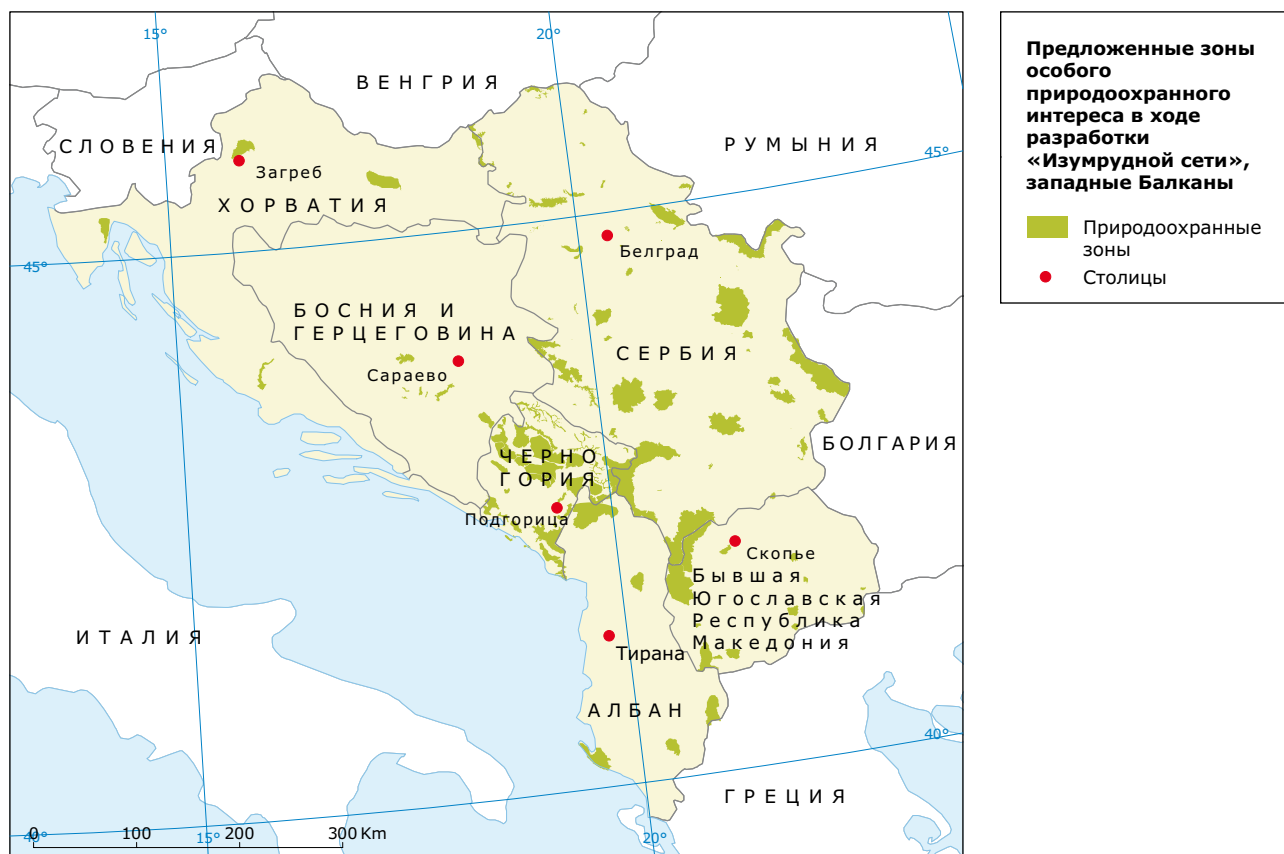 15°
20°
ВЕНГРИЯ
СЛОВЕНИЯ
РУМЫНИЯ
45°
Загреб
ХОРВАТИЯ
45°
Белград
БОСНИЯ И
ГЕРЦЕГОВИНА
СЕРБИЯ
Сараево
БОЛГАРИЯ
ЧЕРНО
ГОРИЯ
Подгорица
Скопье
Бывшая
Югославская
Республика
Македония
ИТАЛИЯ
Тирана
АЛБАН
40°
ГРЕЦИЯ
40°
15°
20°
0 100 200 300 Km
Предложенные зоны
особого
природоохранного
интереса в ходе
разработки
«Изумрудной сети»,
западные Балканы
Природоохранные
зоны
Столицы